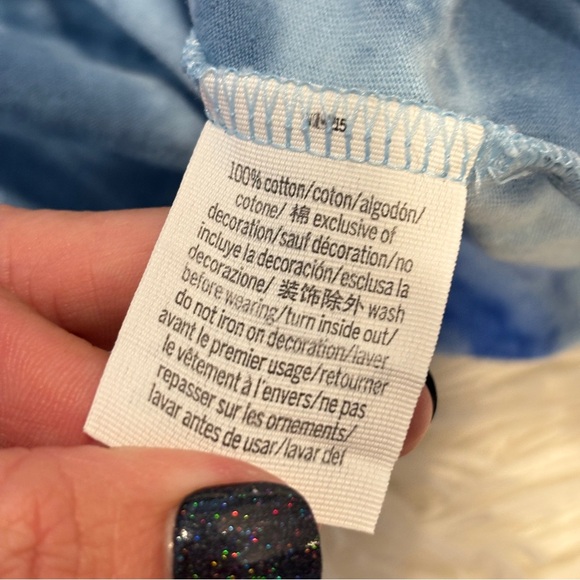 15
100% cotton/coton/algodón/
cotone/ 棉 exclusive of
decoration/sauf décoration/no
incluye la decoración/esclusa la
decorazione/ 装饰除外 wash
before wearing/turn inside out/
do not iron on decoration/laver
avant le premier usage/retourner
le vêtement à l'envers/ne pas
repasser sur les ornements/
lavar antes de usar/lavar del